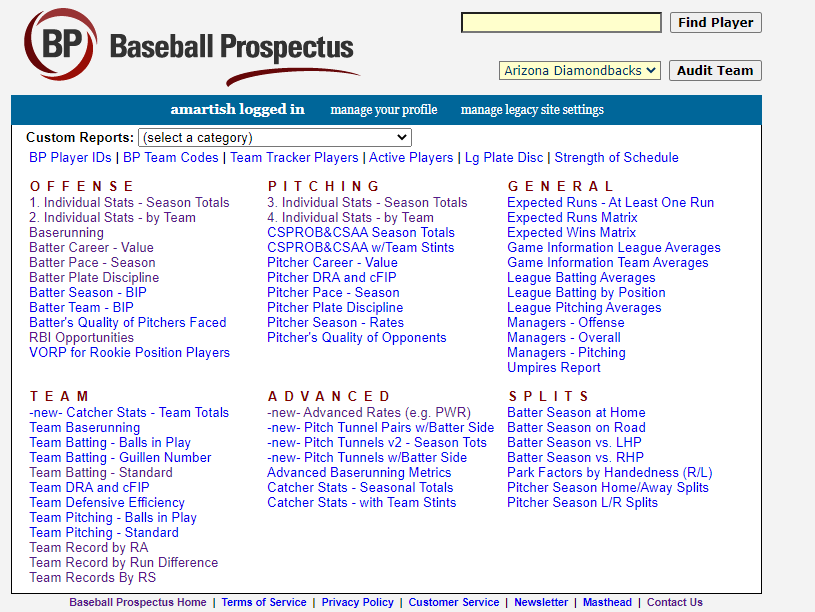 BP Baseball Prospectus
Find Player
Arizona Diamondbacks Audit Team
amartish logged in manage your profile manage legacy site settings
Custom Reports: (select a category)
BP Player IDs | BP Team Codes | Team Tracker Players | Active Players | Lg Plate Disc | Strength of Schedule
OFFENSE
1. Individual Stats - Season Totals
2. Individual Stats - by Team
Baserunning
Batter Career - Value
Batter Pace - Season
Batter Plate Discipline
Batter Season - BIP
Batter Team - BIP
Batter's Quality of Pitchers Faced
RBI Opportunities
VORP for Rookie Position Players
PITCHING
3. Individual Stats - Season Totals
4. Individual Stats - by Team
CSPROB&CSAA Season Totals
CSPROB&CSAA w/Team Stints
Pitcher Career - Value
Pitcher DRA and cFIP
Pitcher Pace - Season
Pitcher Plate Discipline
Pitcher Season - Rates
Pitcher's Quality of Opponents
GENERAL
Expected Runs - At Least One Run
Expected Runs Matrix
Expected Wins Matrix
Game Information League Averages
Game Information Team Averages
League Batting Averages
League Batting by Position
League Pitching Averages
Managers - Offense
Managers - Overall
Managers - Pitching
Umpires Report
TEAM
-new- Catcher Stats - Team Totals
Team Baserunning
Team Batting - Balls in Play
Team Batting - Guillen Number
Team Batting - Standard
Team DRA and cFIP
Team Defensive Efficiency
Team Pitching - Balls in Play
Team Pitching - Standard
Team Record by RA
Team Record by Run Difference
Team Records By RS
ADVANCED
-new- Advanced Rates (e.g. PWR)
-new- Pitch Tunnel Pairs w/Batter Side
-new- Pitch Tunnels v2 - Season Tots
-new- Pitch Tunnels w/Batter Side
Advanced Baserunning Metrics
Catcher Stats - Seasonal Totals
Catcher Stats - with Team Stints
SPLITS
Batter Season at Home
Batter Season on Road
Batter Season vs. LHP
Batter Season vs. RHP
Park Factors by Handedness (R/L)
Pitcher Season Home/Away Splits
Pitcher Season L/R Splits
Baseball Prospectus Home | Terms of Service | Privacy Policy | Customer Service | Newsletter | Masthead | Contact Us